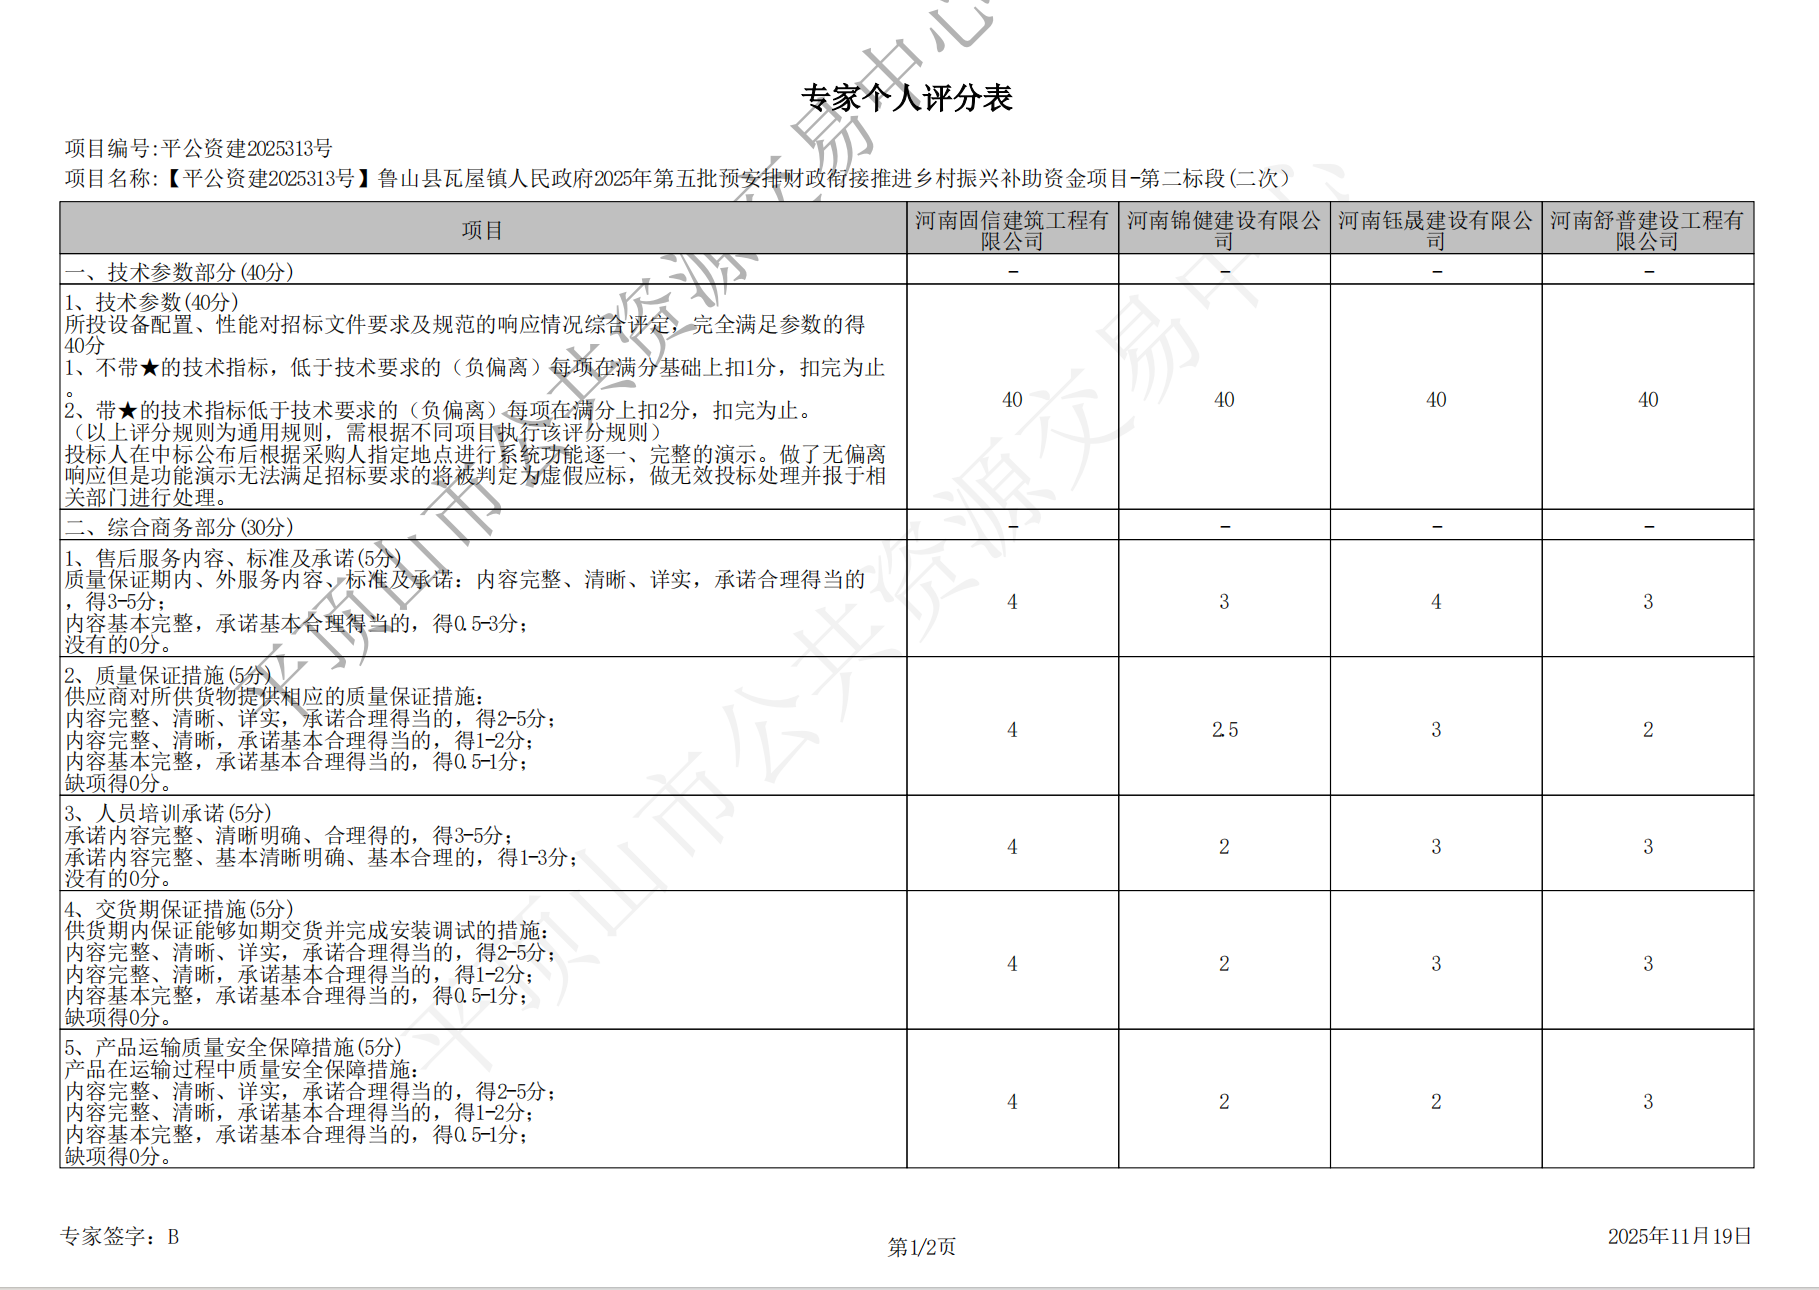 专家个人评分表
项目编号:平公资建2025313号
项目名称:【平公资建2025313号】鲁山县瓦屋镇人民政府2025年第五批预安排财政衔接推进乡村振兴补助资金项目-第二标段(二次)
项目
河南固信建筑工程有
限公司
河南锦健建设有限公
司
河南钰晟建设有限公
司
河南舒普建设工程有
限公司
一、技术参数部分(40分)
-
-
-
-
1、技术参数(40分)
所投设备配置、性能对招标文件要求及规范的响应情况综合评定，完全满足参数的得
40分
1、不带★的技术指标，低于技术要求的（负偏离）每项在满分基础上扣1分，扣完为止
。
2、带★的技术指标低于技术要求的（负偏离）每项在满分上扣2分，扣完为止。
（以上评分规则为通用规则，需根据不同项目执行该评分规则）
投标人在中标公布后根据采购人指定地点进行系统功能逐一、完整的演示。做了无偏离
响应但是功能演示无法满足招标要求的将被判定为虚假应标，做无效投标处理并报于相
关部门进行处理。
40
40
40
40
二、综合商务部分(30分)
-
-
-
-
1、售后服务内容、标准及承诺(5分)
质量保证期内、外服务内容、标准及承诺：内容完整、清晰、详实，承诺合理得当的
，得3-5分；
内容基本完整，承诺基本合理得当的，得0.5-3分；
没有的0分。
4
3
4
3
2、质量保证措施(5分)
供应商对所供货物提供相应的质量保证措施：
内容完整、清晰、详实，承诺合理得当的，得2-5分；
内容完整、清晰，承诺基本合理得当的，得1-2分；
内容基本完整，承诺基本合理得当的，得0.5-1分；
缺项得0分。
4
2.5
3
2
3、人员培训承诺(5分)
承诺内容完整、清晰明确、合理得的，得3-5分；
承诺内容完整、基本清晰明确、基本合理的，得1-3分；
没有的0分。
4
2
3
3
4、交货期保证措施(5分)
供货期内保证能够如期交货并完成安装调试的措施：
内容完整、清晰、详实，承诺合理得当的，得2-5分；
内容完整、清晰，承诺基本合理得当的，得1-2分；
内容基本完整，承诺基本合理得当的，得0.5-1分；
缺项得0分。
4
2
3
3
5、产品运输质量安全保障措施(5分)
产品在运输过程中质量安全保障措施：
内容完整、清晰、详实，承诺合理得当的，得2-5分；
内容完整、清晰，承诺基本合理得当的，得1-2分；
内容基本完整，承诺基本合理得当的，得0.5-1分；
缺项得0分。
4
2
2
3
专家签字：B
第1/2页
2025年11月19日
平顶山市公共资源交易中心
平顶山市公共资源交易中心